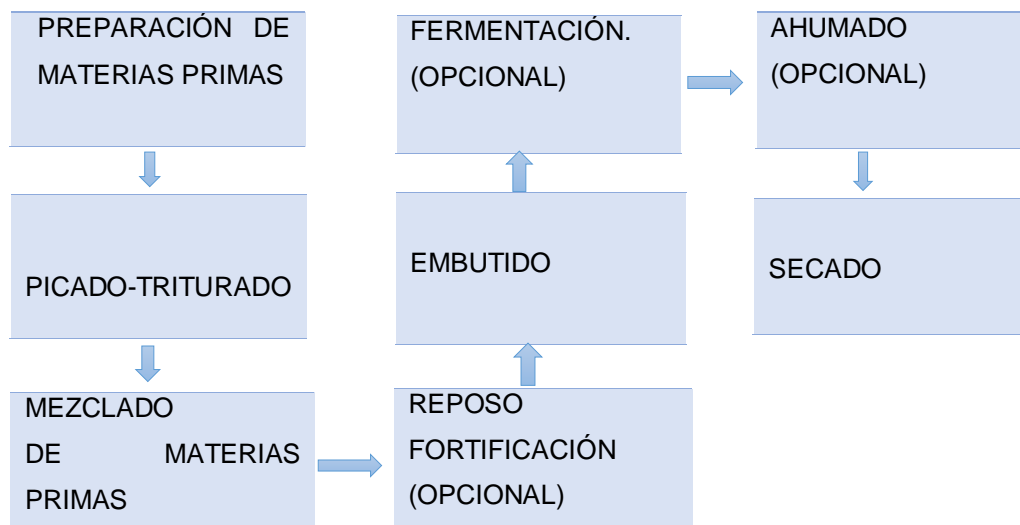 PREPARACIÓN DE
MATERIAS PRIMAS
PICADO-TRITURADO
MEZCLADO
DE MATERIAS
PRIMAS
REPOSO
FORTIFICACIÓN
(OPCIONAL)
EMBUTIDO
FERMENTACIÓN.
(OPCIONAL)
AHUMADO
(OPCIONAL)
SECADO